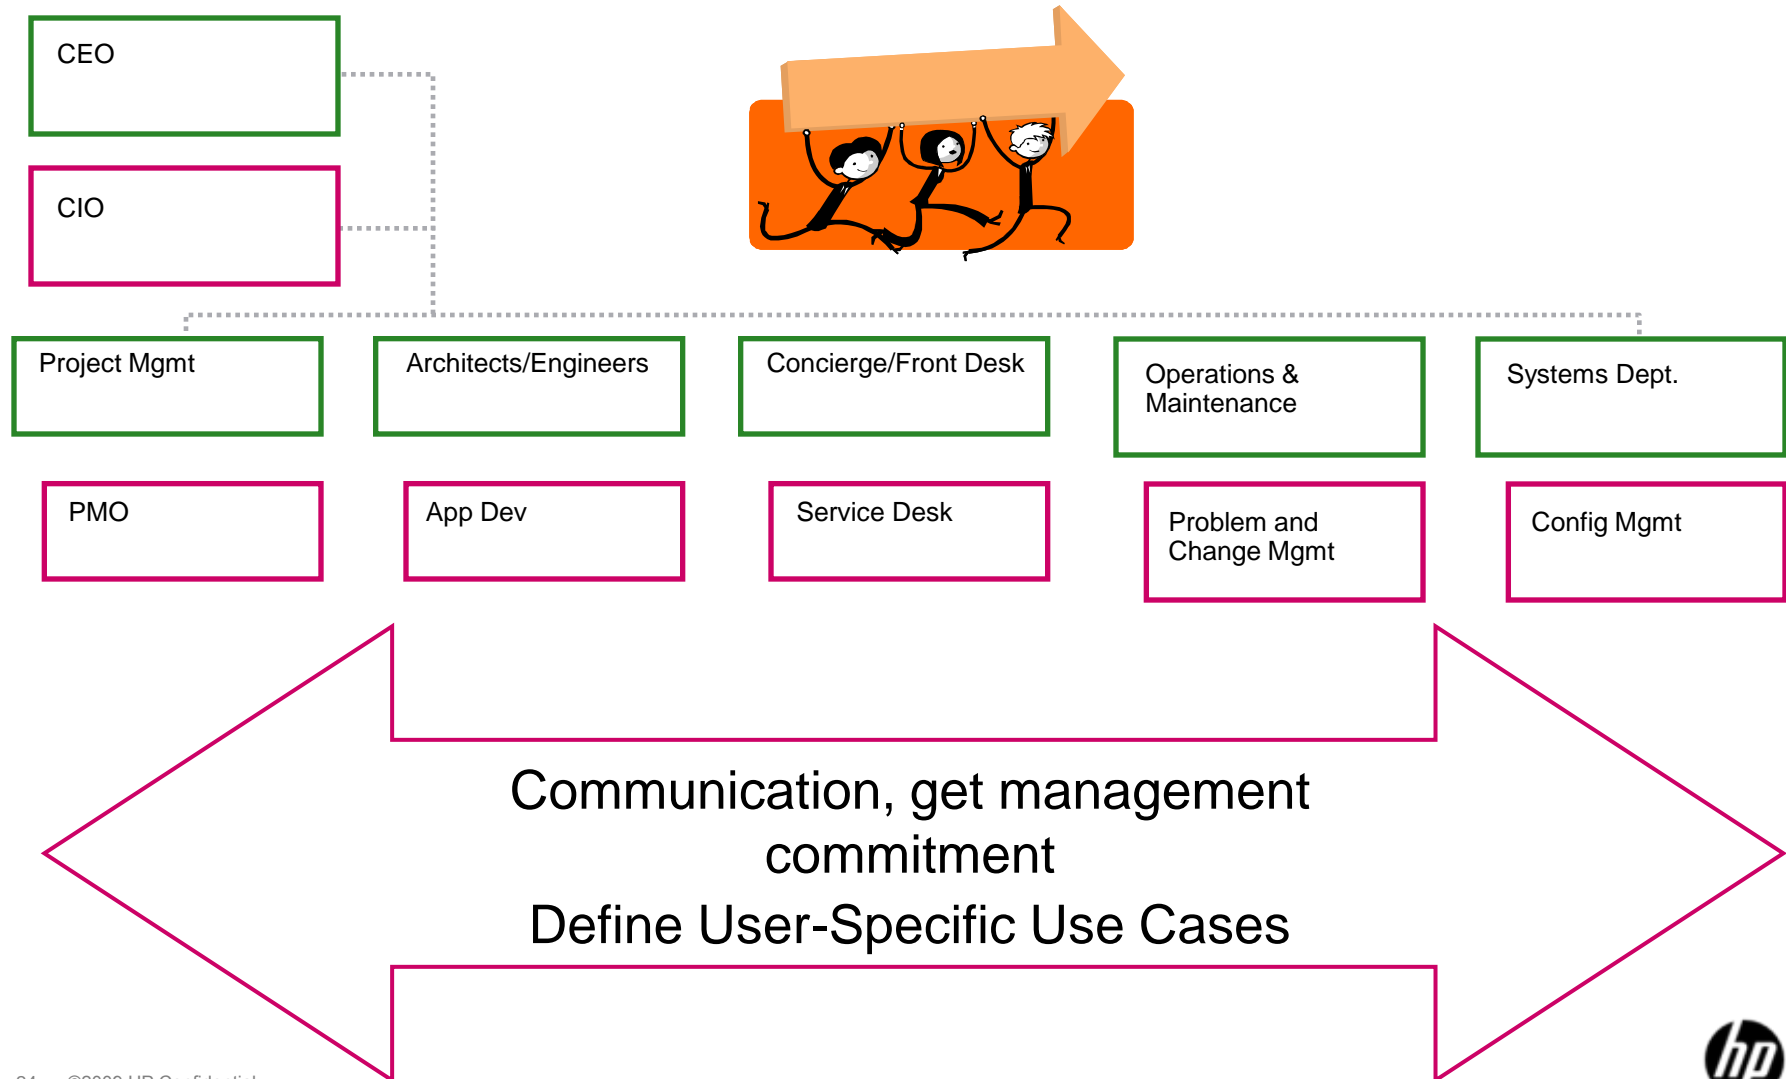 CEO
CIO
Project Mgmt
Architects/Engineers
Concierge/Front Desk
Operations &
Maintenance
Systems Dept.
PMO
App Dev
Service Desk
Problem and
Change Mgmt
Config Mgmt
Communication, get management
commitment
Define User-Specific Use Cases
hp